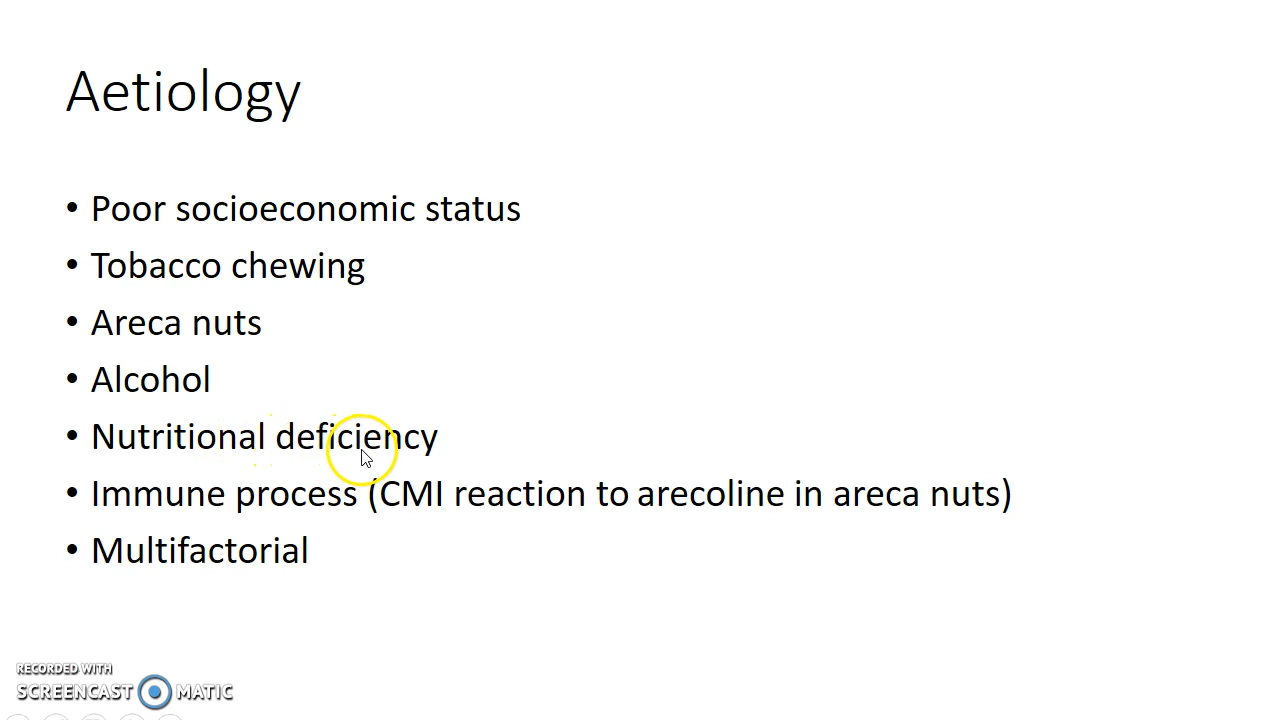 Aetiology
• Poor socioeconomic status
• Tobacco chewing
• Areca nuts
• Alcohol
• Nutritional deficiency
• Immune process (CMI reaction to arecoline in areca nuts)
• Multifactorial
RECORDED WITH
SCREENCAST MATIC